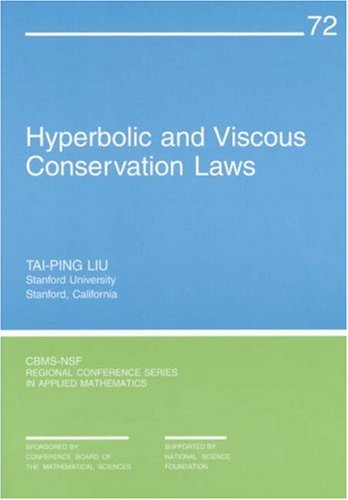 72
Hyperbolic and Viscous
Conservation Laws
TAI-PING LIU
Stanford University
Stanford, California
CBMS-NSF
REGIONAL CONFERENCE SERIES
IN APPLIED MATHEMATICS
SPONSORED BY
CONFERENCE BOARD OF
THE MATHEMATICAL SCIENCES
SUPPORTED BY
NATIONAL SCIENCE
FOUNDATION